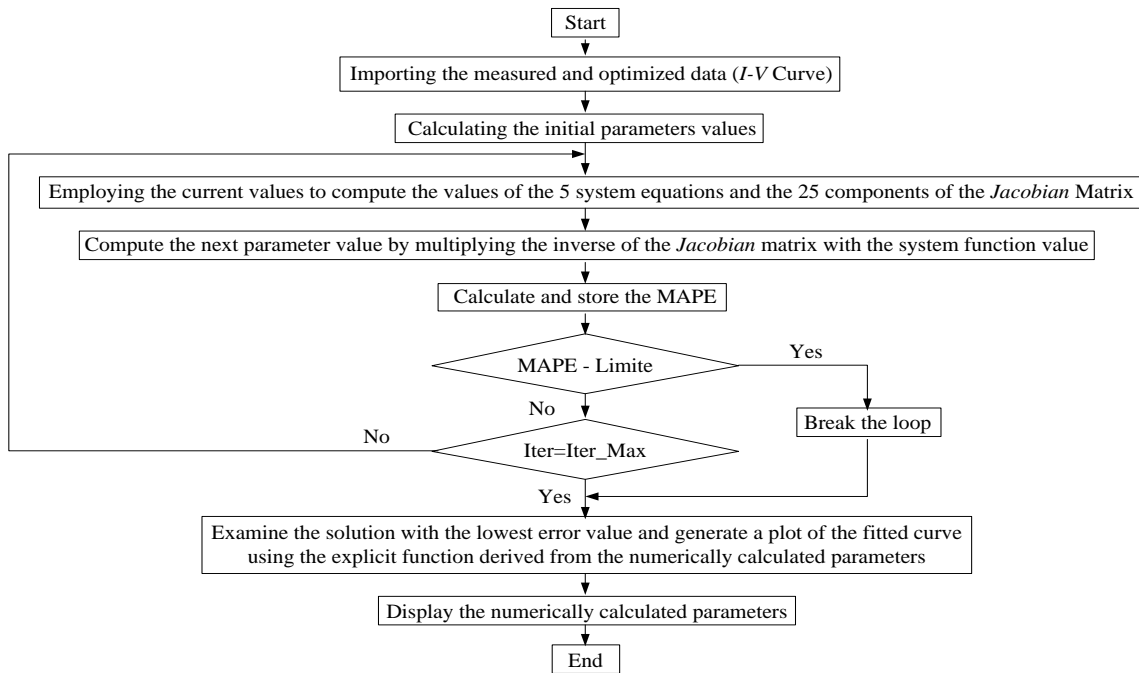 Start
Importing the measured and optimized data (I-V Curve)
Calculating the initial parameters values
Employing the current values to compute the values of the 5 system equations and the 25 components of the Jacobian Matrix
Compute the next parameter value by multiplying the inverse of the Jacobian matrix with the system function value
Calculate and store the MAPE
MAPE - Limite
Yes
No
Break the loop
Iter=Iter_Max
No
Yes
Examine the solution with the lowest error value and generate a plot of the fitted curve
using the explicit function derived from the numerically calculated parameters
Display the numerically calculated parameters
End